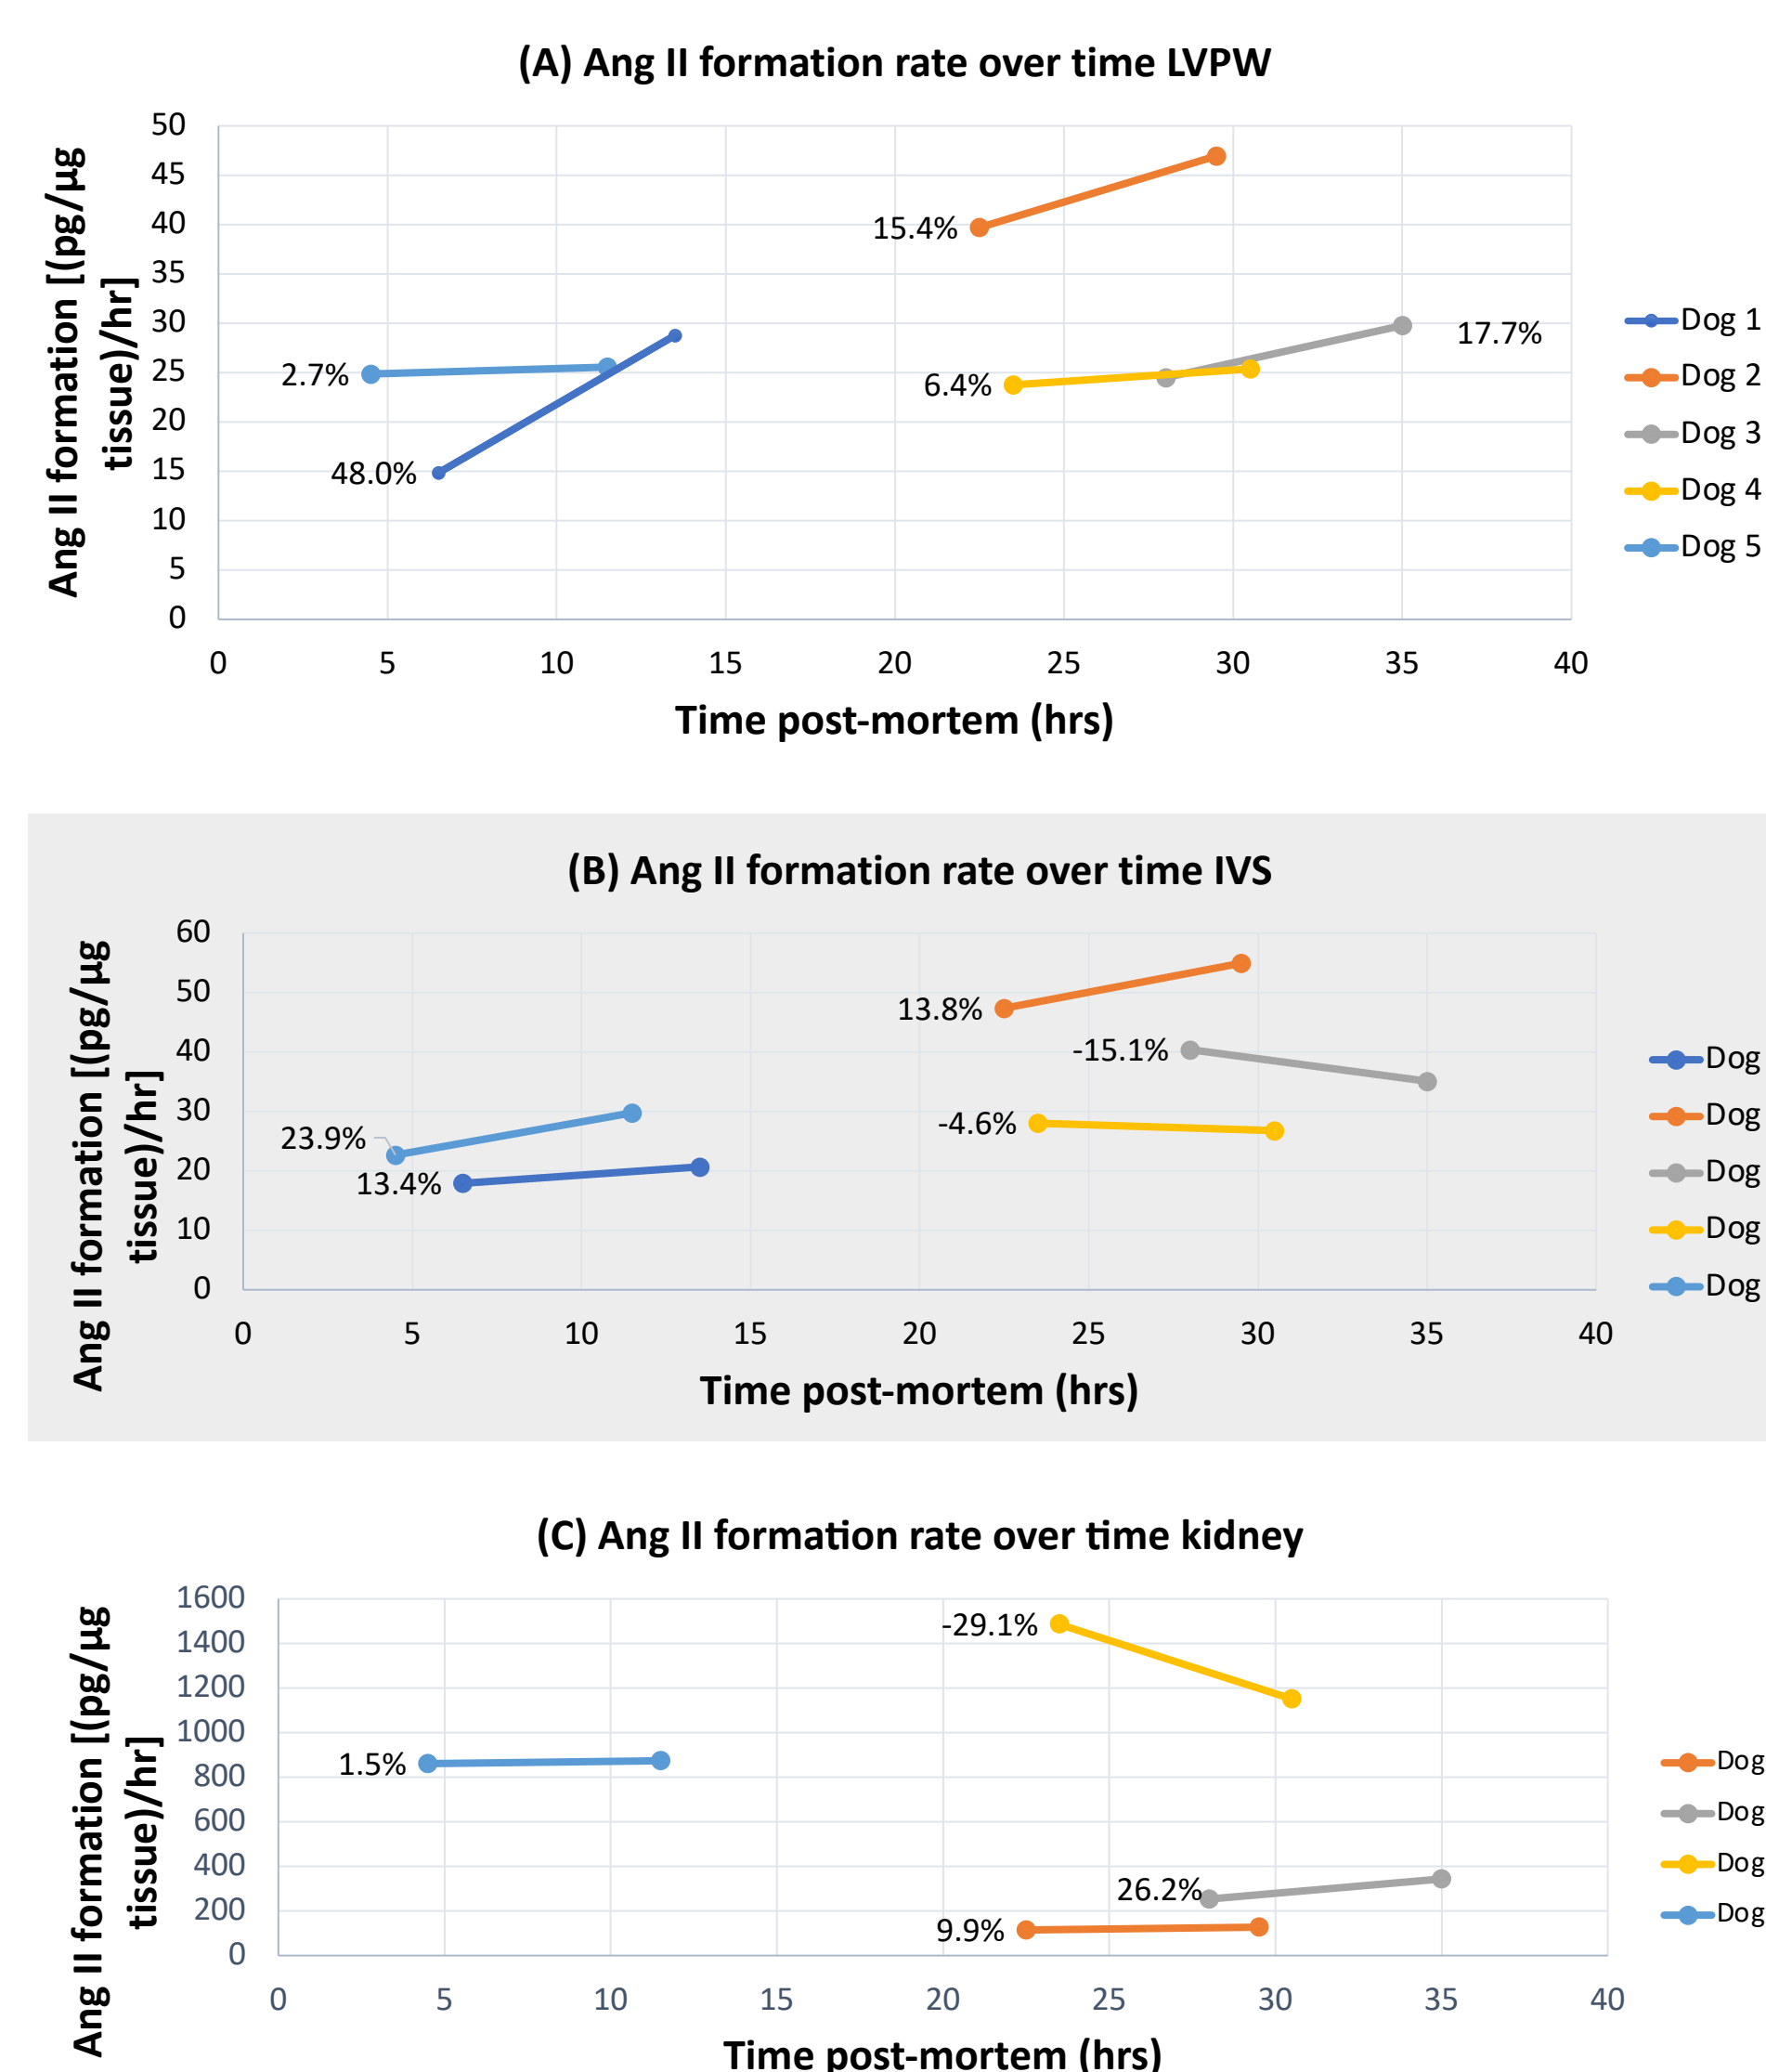 (A) Ang II formation rate over time LVPW
Ang II formation [(pg/µg
tissue)/hr]
50
45
40
35
30
25
20
15
10
5
0
15.4%
17.7%
2.7%
6.4%
48.0%
0 5 10 15 20 25 30 35 40
Time post-mortem (hrs)
Dog 1
Dog 2
Dog 3
Dog 4
Dog 5
(B) Ang II formation rate over time IVS
Ang II formation [(pg/µg
tissue)/hr]
60
50
40
30
20
10
0
13.8%
-15.1%
-4.6%
23.9%
13.4%
0 5 10 15 20 25 30 35 40
Time post-mortem (hrs)
Dog
Dog
Dog
Dog
Dog
(C) Ang II formation rate over time kidney
Ang II formation [(pg/µg
tissue)/hr]
1600
1400
1200
1000
800
600
400
200
0
-29.1%
1.5%
26.2%
9.9%
0 5 10 15 20 25 30 35 40
Time post-mortem (hrs)
Dog
Dog
Dog
Dog